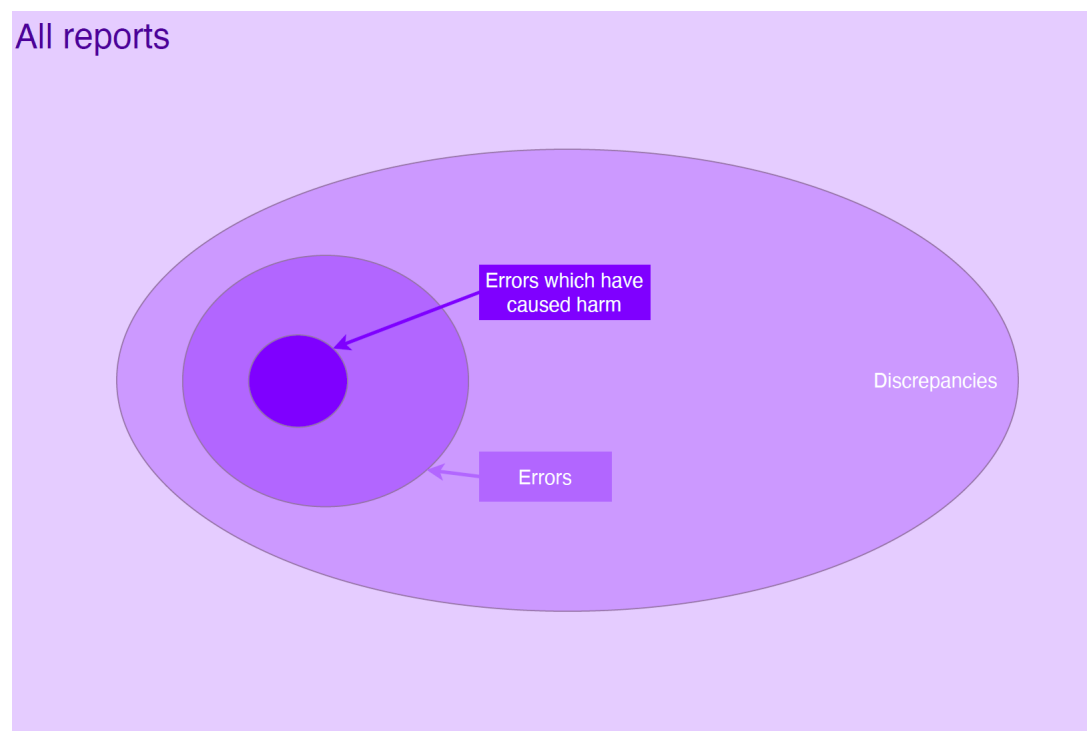 All reports
Errors which have
caused harm
Discrepancies
Errors